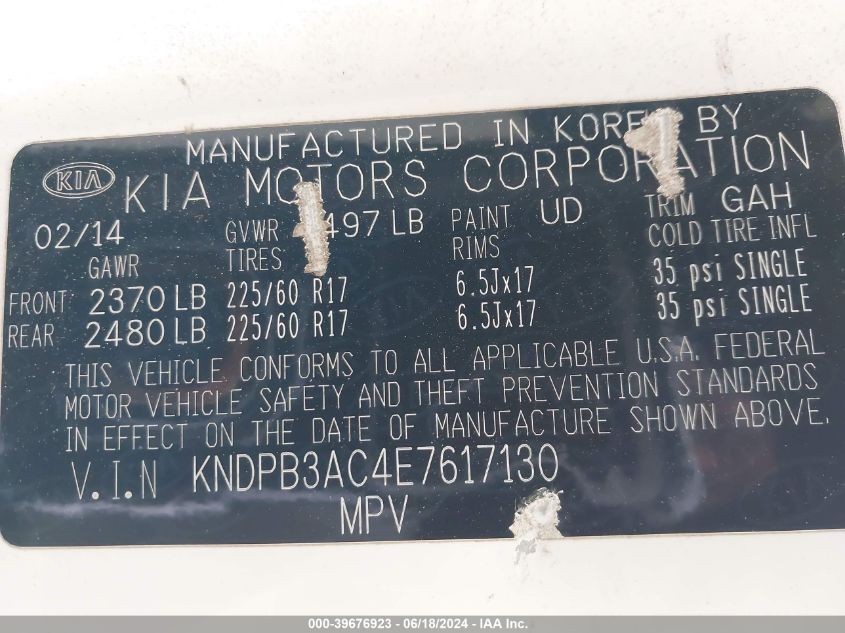 MANUFACTURED IN KOREA BY
KIA KIA MOTORS CORPORATION
02/14 GVWR 497 LB PAINT UD TRIM GAH
GAWR TIRES RIMS COLD TIRE INFL
FRONT: 2370 LB 225/60 R17 6.5Jx17 35 psi SINGLE
REAR: 2480 LB 225/60 R17 6.5Jx17 35 psi SINGLE
THIS VEHICLE CONFORMS TO ALL APPLICABLE U.S.A. FEDERAL
MOTOR VEHICLE SAFETY AND THEFT PREVENTION STANDARDS
IN EFFECT ON THE DATE OF MANUFACTURE SHOWN ABOVE.
V.I.N KNDPB3AC4E7617130
MPV
000-39676923 - 06/18/2024 - IAA Inc.